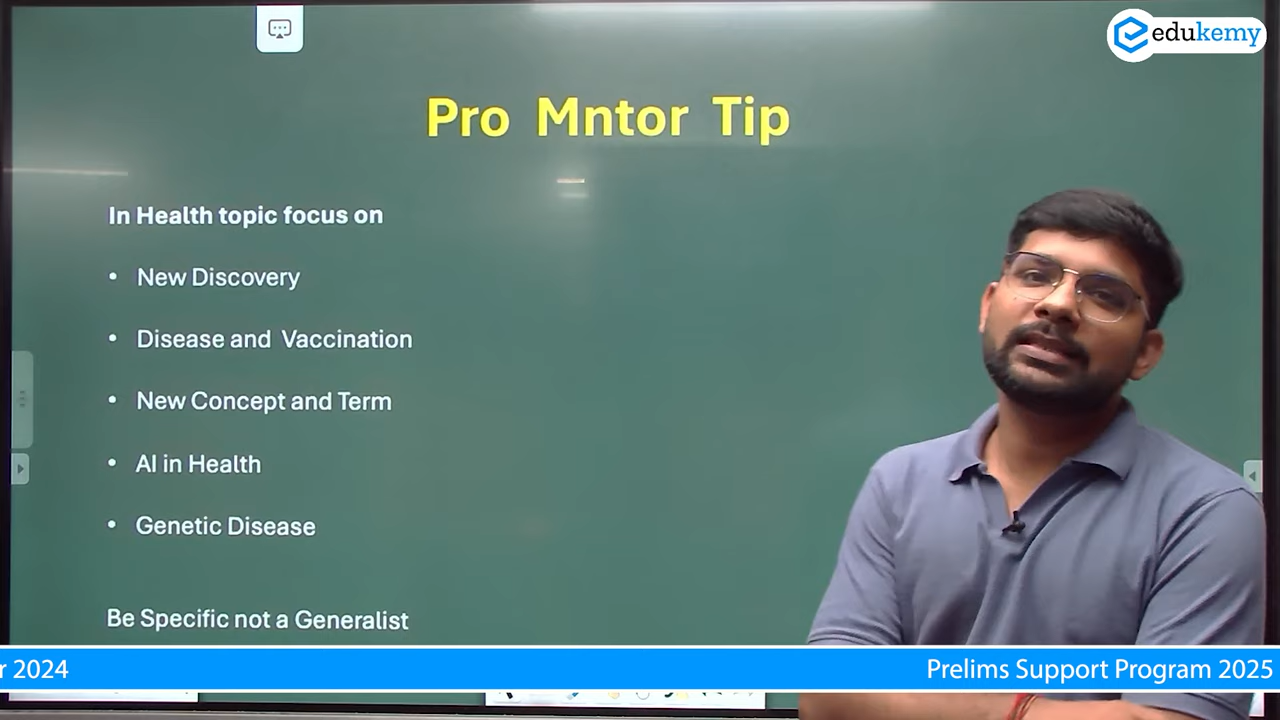 edukemy
Pro Mntor Tip
In Health topic focus on
• New Discovery
• Disease and Vaccination
• New Concept and Term
• AI in Health
• Genetic Disease
Be Specific not a Generalist
r 2024
Prelims Support Program 2025